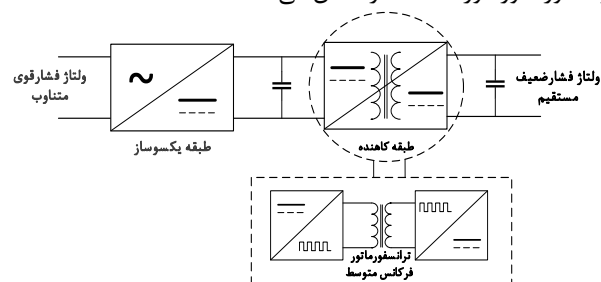 ولتاژ فشارقوی
متناوب
طبقه یکسوساز
طبقه کاهنده
ولتاژ فشارضعیف
مستقیم
ترانسفورماتور
فرکانس متوسط